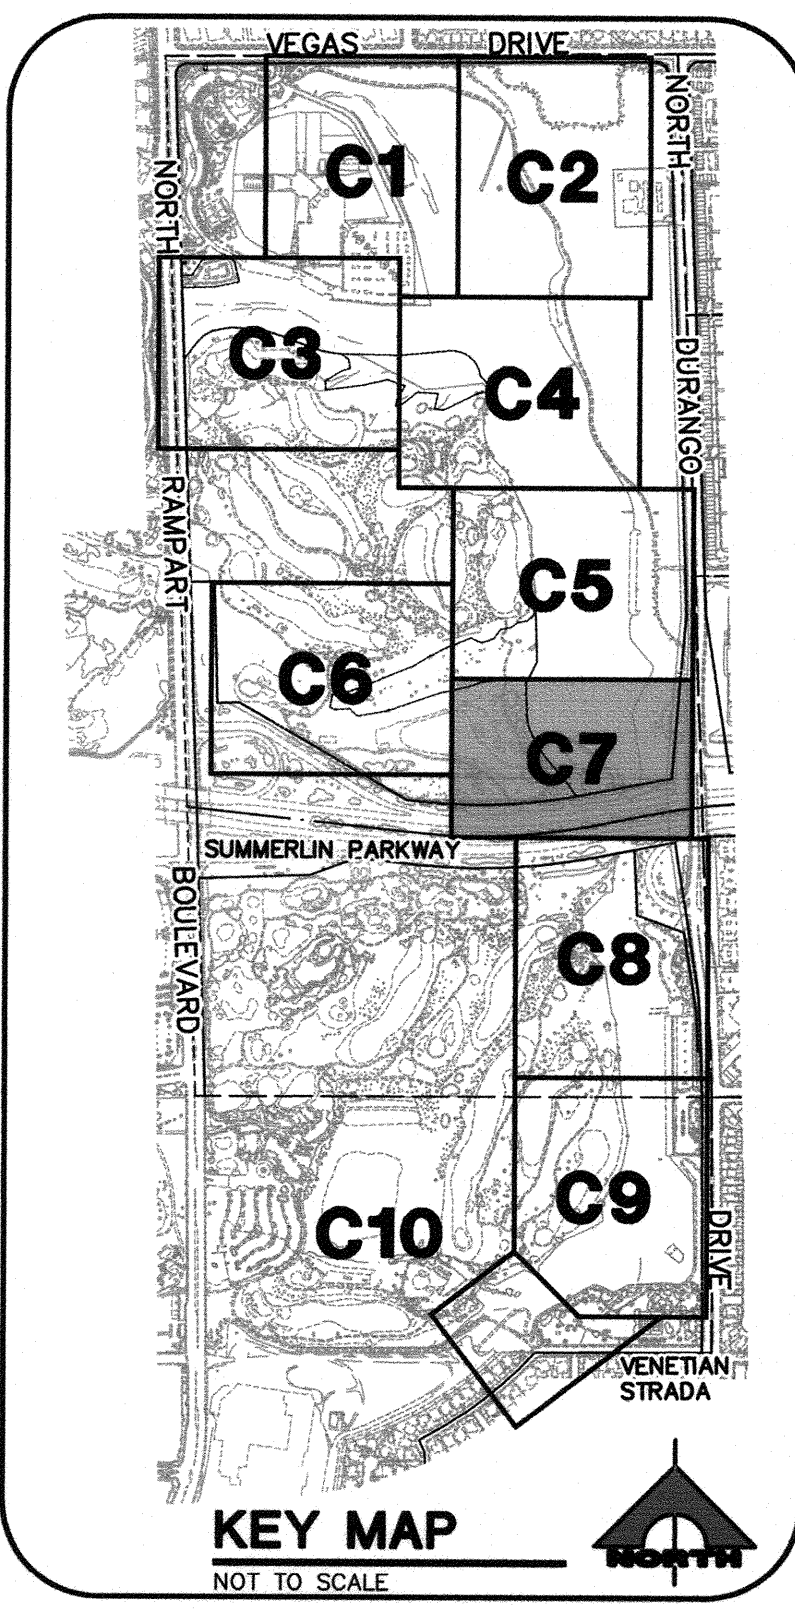 VEGAS DRIVE
NORTH
C1
C2
NORTH
C3
C4
DURANGO
RAMPART
C5
C6
C7
SUMMERLIN PARKWAY
BOULEVARD
C8
C9
C10
DRIVE
VENETIAN
STRADA
KEY MAP
NOT TO SCALE
NORTH